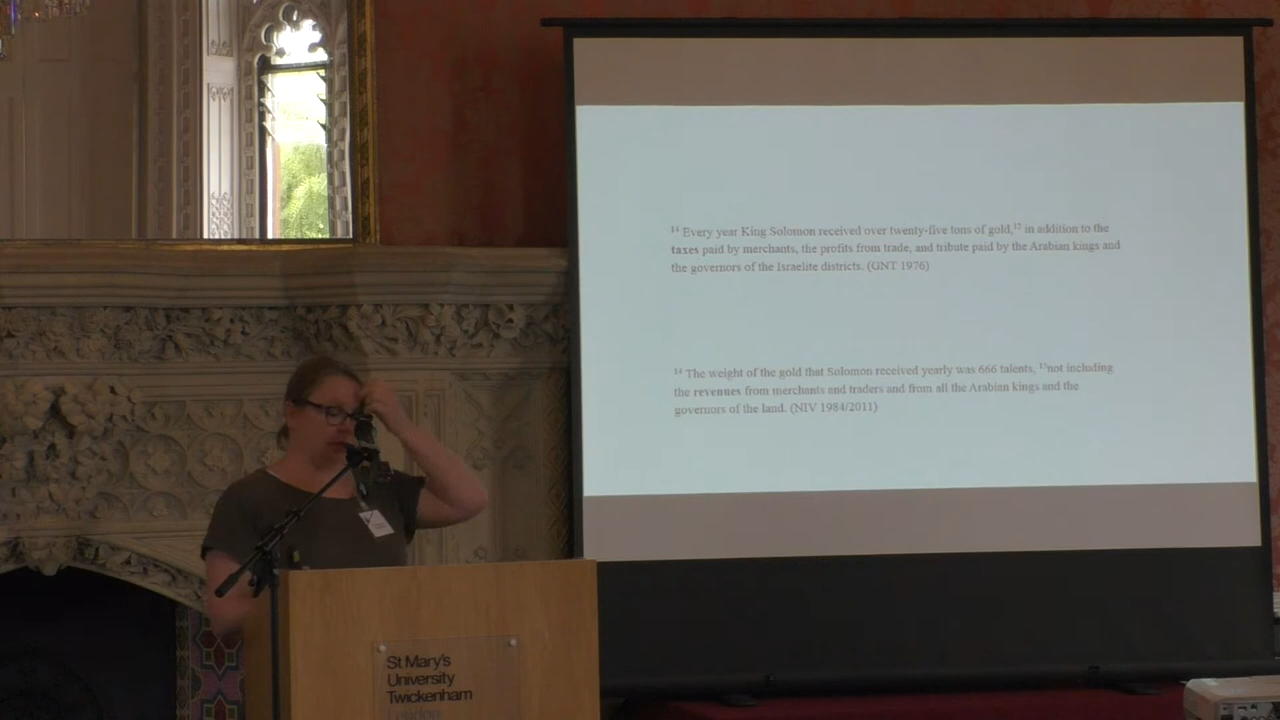 ¹⁴ Every year King Solomon received over twenty-five tons of gold,¹⁵ in addition to the
taxes paid by merchants, the profits from trade, and tribute paid by the Arabian kings and
the governors of the Israelite districts. (GNT 1976)
¹⁴ The weight of the gold that Solomon received yearly was 666 talents, ¹⁵not including
the revenues from merchants and traders and from all the Arabian kings and the
governors of the land. (NIV 1984/2011)
St Mary's
University
Twickenham
London